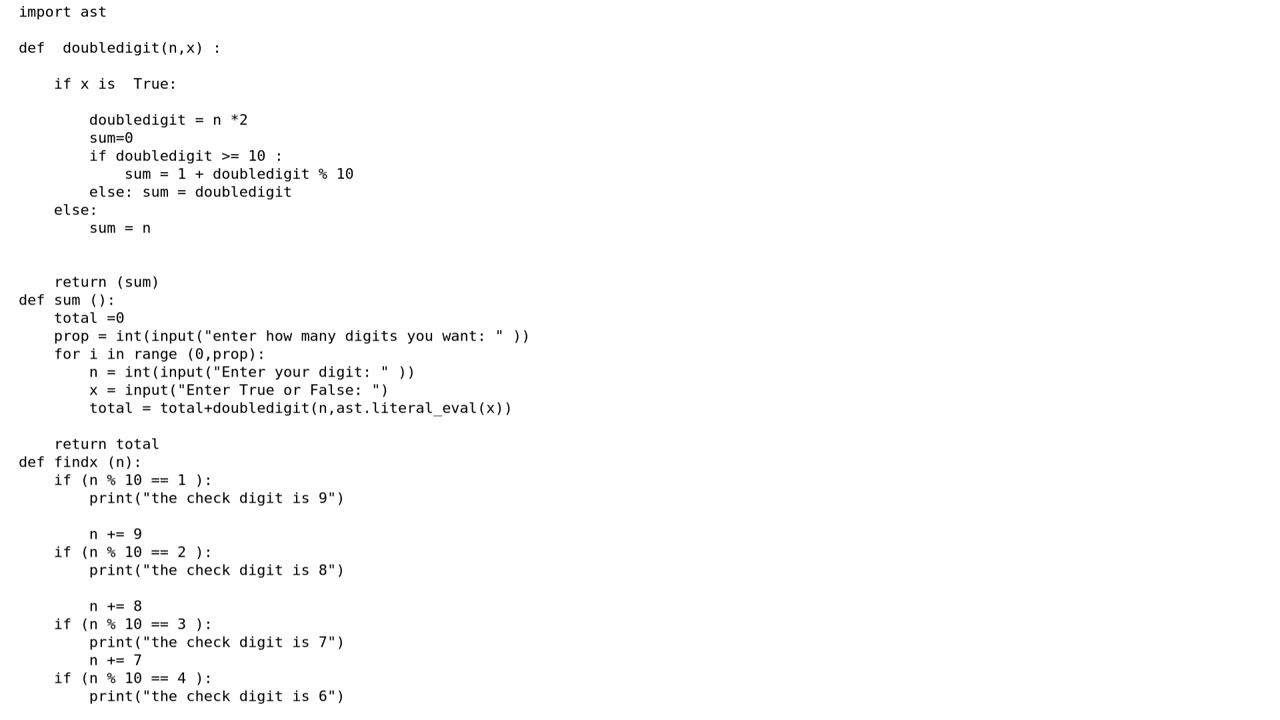 import ast
def  doubledigit(n,x) :
    if x is  True:
        doubledigit = n *2
        sum=0
        if doubledigit >= 10 :
            sum = 1 + doubledigit % 10
        else: sum = doubledigit
    else:
        sum = n
    return (sum)
def sum ():
    total =0
    prop = int(input("enter how many digits you want: " ))
    for i in range (0,prop):
        n = int(input("Enter your digit: " ))
        x = input("Enter True or False: ")
        total = total+doubledigit(n,ast.literal_eval(x))
    return total
def findx (n):
    if (n % 10 == 1 ):
        print("the check digit is 9")
        n += 9
    if (n % 10 == 2 ):
        print("the check digit is 8")
        n += 8
    if (n % 10 == 3 ):
        print("the check digit is 7")
        n += 7
    if (n % 10 == 4 ):
        print("the check digit is 6")